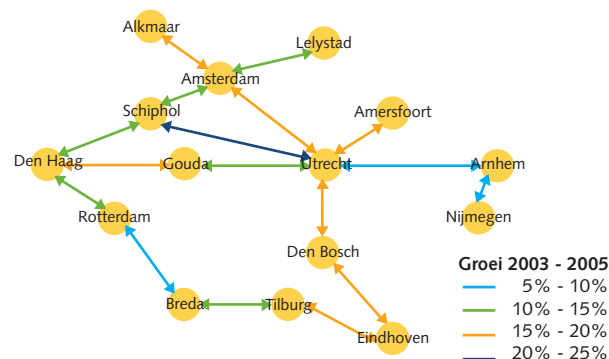 Alkmaar
Lelystad
Amsterdam
Schiphol
Amersfoort
Den Haag
Gouda
Utrecht
Arnhem
Rotterdam
Nijmegen
Den Bosch
Breda
Tilburg
Eindhoven
Groei 2003 - 2005
5% - 10%
10% - 15%
15% - 20%
20% - 25%